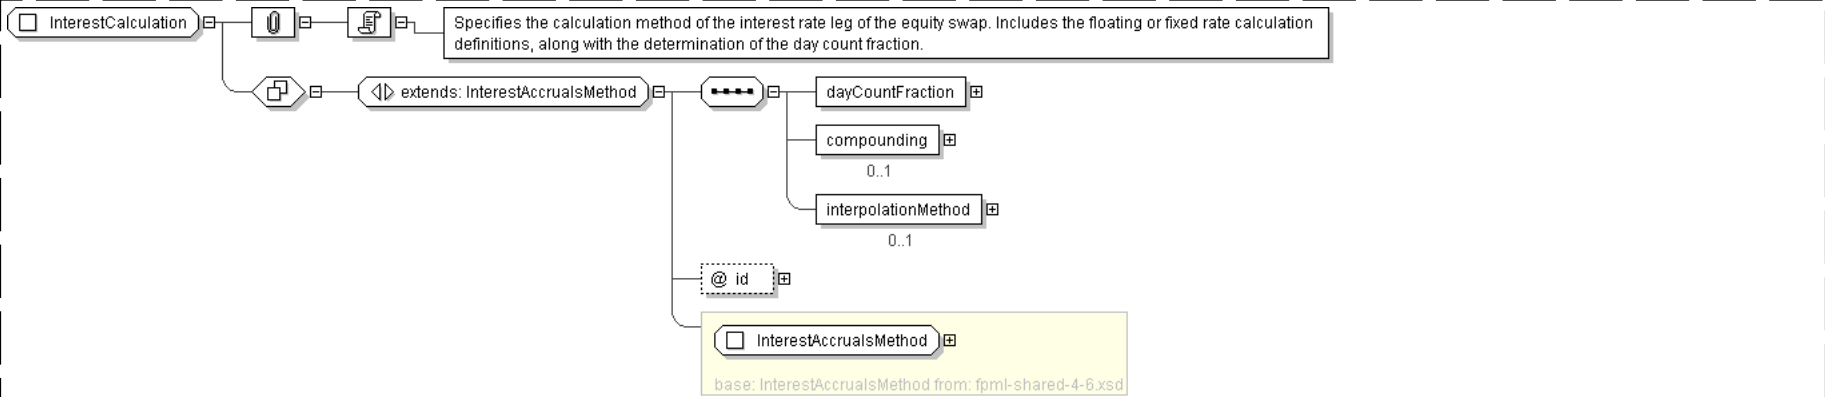 InterestCalculation
Specifies the calculation method of the interest rate leg of the equity swap. Includes the floating or fixed rate calculation
definitions, along with the determination of the day count fraction.
extends: InterestAccrualsMethod
dayCountFraction
compounding
0..1
interpolationMethod
0..1
@ id
InterestAccrualsMethod
base: InterestAccrualsMethod from: fpml-shared-4-6.xsd